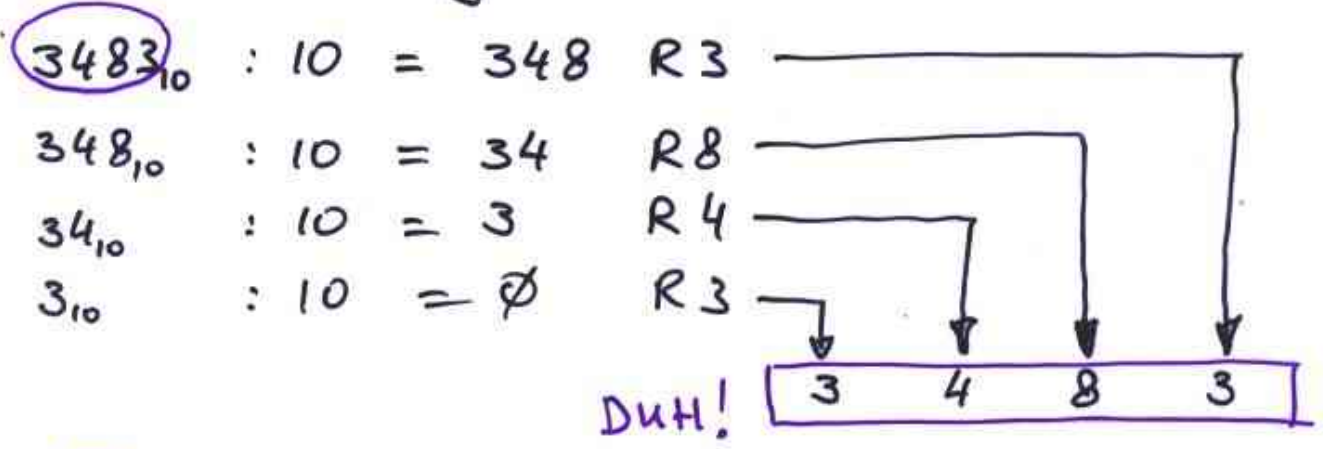 3483₁₀ : 10 = 348 R3
348₁₀ : 10 = 34 R8
34₁₀ : 10 = 3 R4
3₁₀ : 10 = Ø R3
DUH! 3 4 8 3